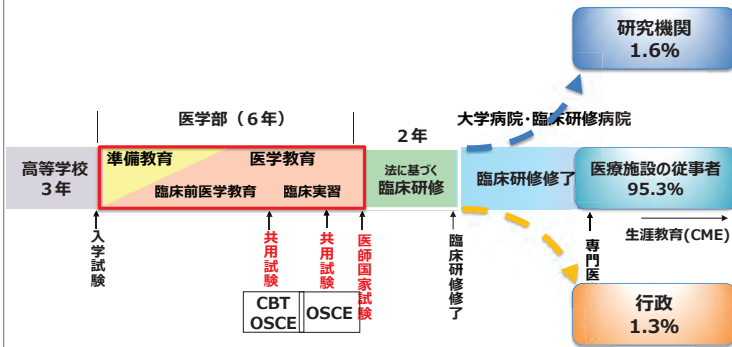 研究機関
1.6%
医学部（６年）
２年
大学病院・臨床研修病院
高等学校
３年
準備教育
医学教育
臨床前医学教育
臨床実習
法に基づく
臨床研修
臨床研修修了
医療施設の従事者
95.3%
生涯教育(CME)
入学試験
共用試験
共用試験
医師国家試験
臨床研修修了
専門医
CBT
OSCE
OSCE
行政
1.3%